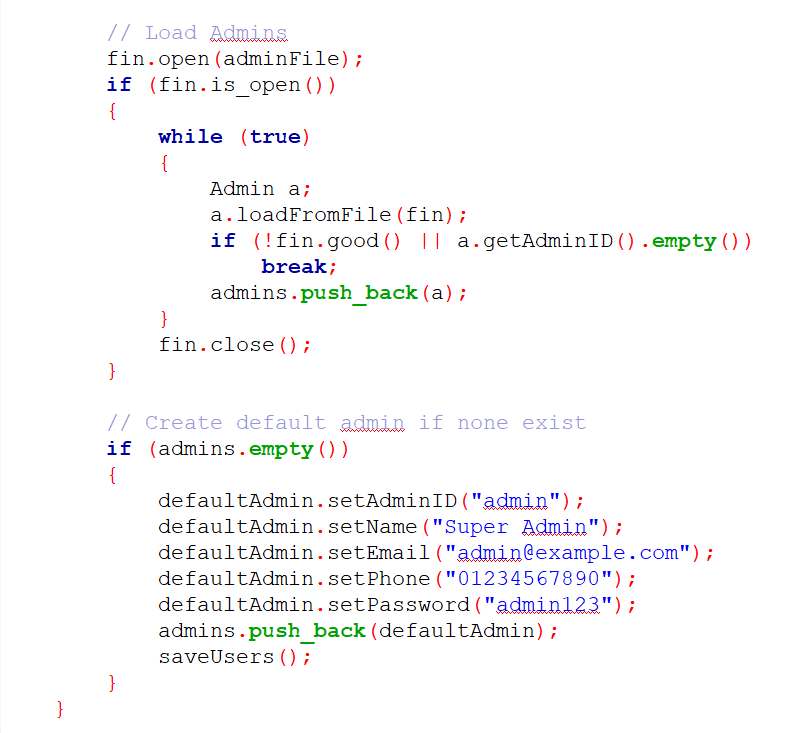 // Load Admins
fin.open(adminFile);
if (fin.is_open())
{
while (true)
{
Admin a;
a.loadFromFile(fin);
if (!fin.good() || a.getAdminID().empty())
break;
admins.push_back(a);
}
fin.close();
}
// Create default admin if none exist
if (admins.empty())
{
defaultAdmin.setAdminID("admin");
defaultAdmin.setName("Super Admin");
defaultAdmin.setEmail("admin@example.com");
defaultAdmin.setPhone("01234567890");
defaultAdmin.setPassword("admin123");
admins.push_back(defaultAdmin);
saveUsers();
}
}